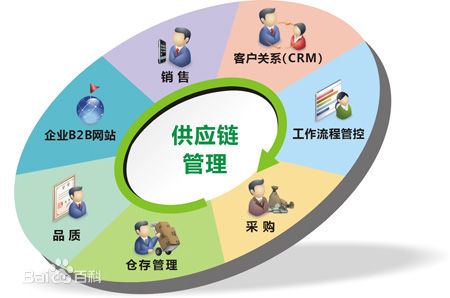 供应链
管理
销售
客户关系(CRM)
工作流程管控
采购
仓存管理
品质
企业B2B网站
Baidu百科